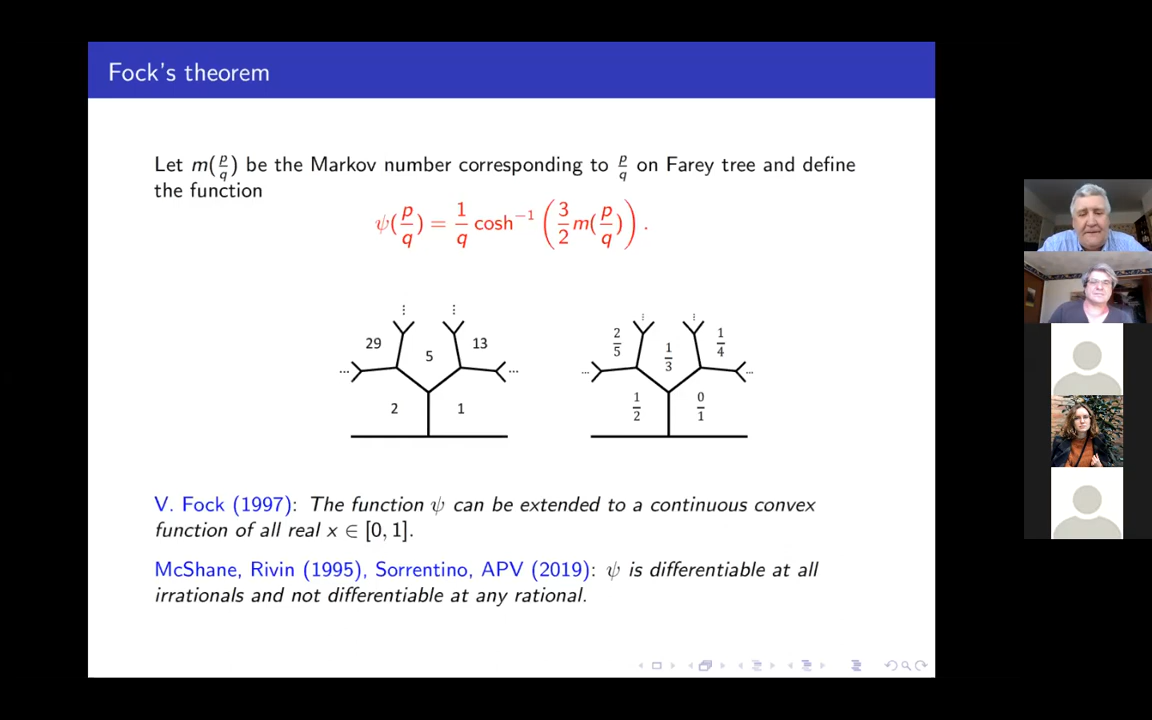 Fock's theorem
Let m(p/q) be the Markov number corresponding to p/q on Farey tree and define
the function
ψ(p/q) = 1/q cosh⁻¹ (3/2 m(p/q)) .
⋮ ⋮ ⋮ ⋮
29 5 13 2/5 1/3 1/4
... ... ... ...
2 1 1/2 0/1
V. Fock (1997): The function ψ can be extended to a continuous convex
function of all real x ∈ [0, 1].
McShane, Rivin (1995), Sorrentino, APV (2019): ψ is differentiable at all
irrationals and not differentiable at any rational.